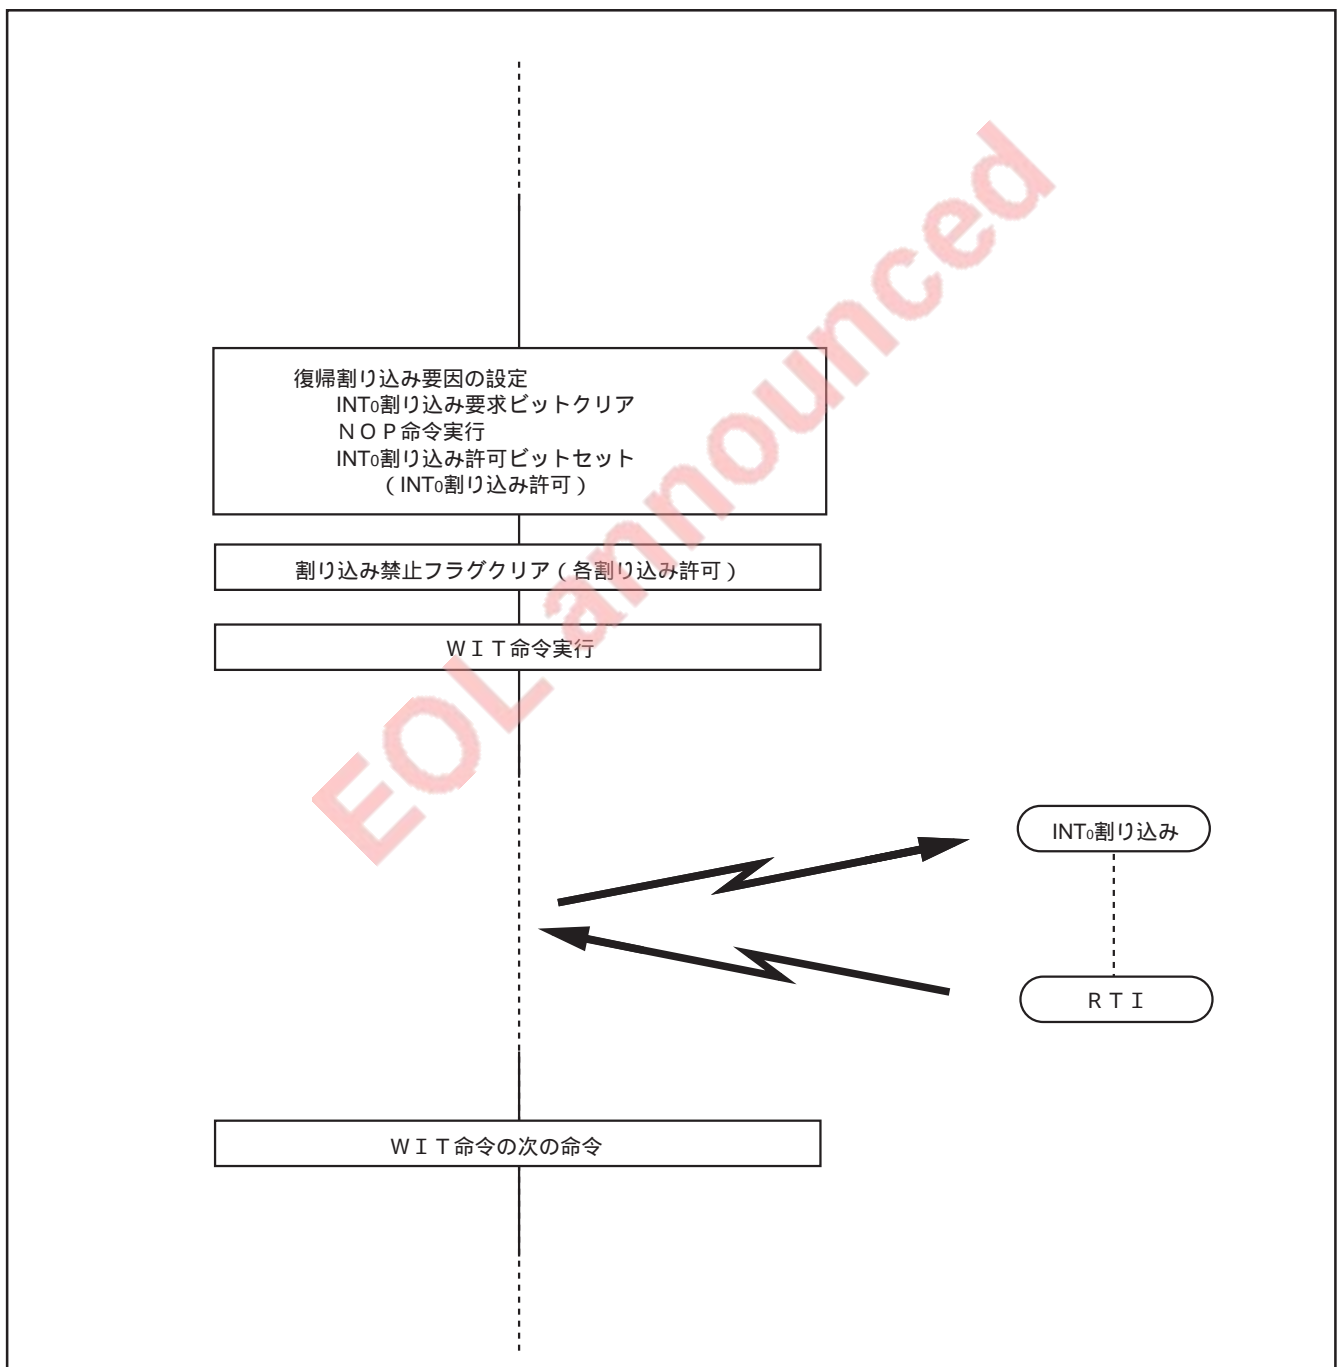 復帰割り込み要因の設定
INT0割り込み要求ビットクリア
ＮＯＰ命令実行
INT0割り込み許可ビットセット
（INT0割り込み許可）
割り込み禁止フラグクリア（各割り込み許可）
ＷＩＴ命令実行
INT0割り込み
ＲＴＩ
ＷＩＴ命令の次の命令
EOL announced